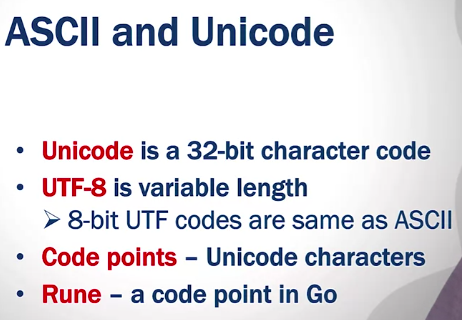 ASCII and Unicode
• Unicode is a 32-bit character code
• UTF-8 is variable length
➢ 8-bit UTF codes are same as ASCII
• Code points – Unicode characters
• Rune – a code point in Go